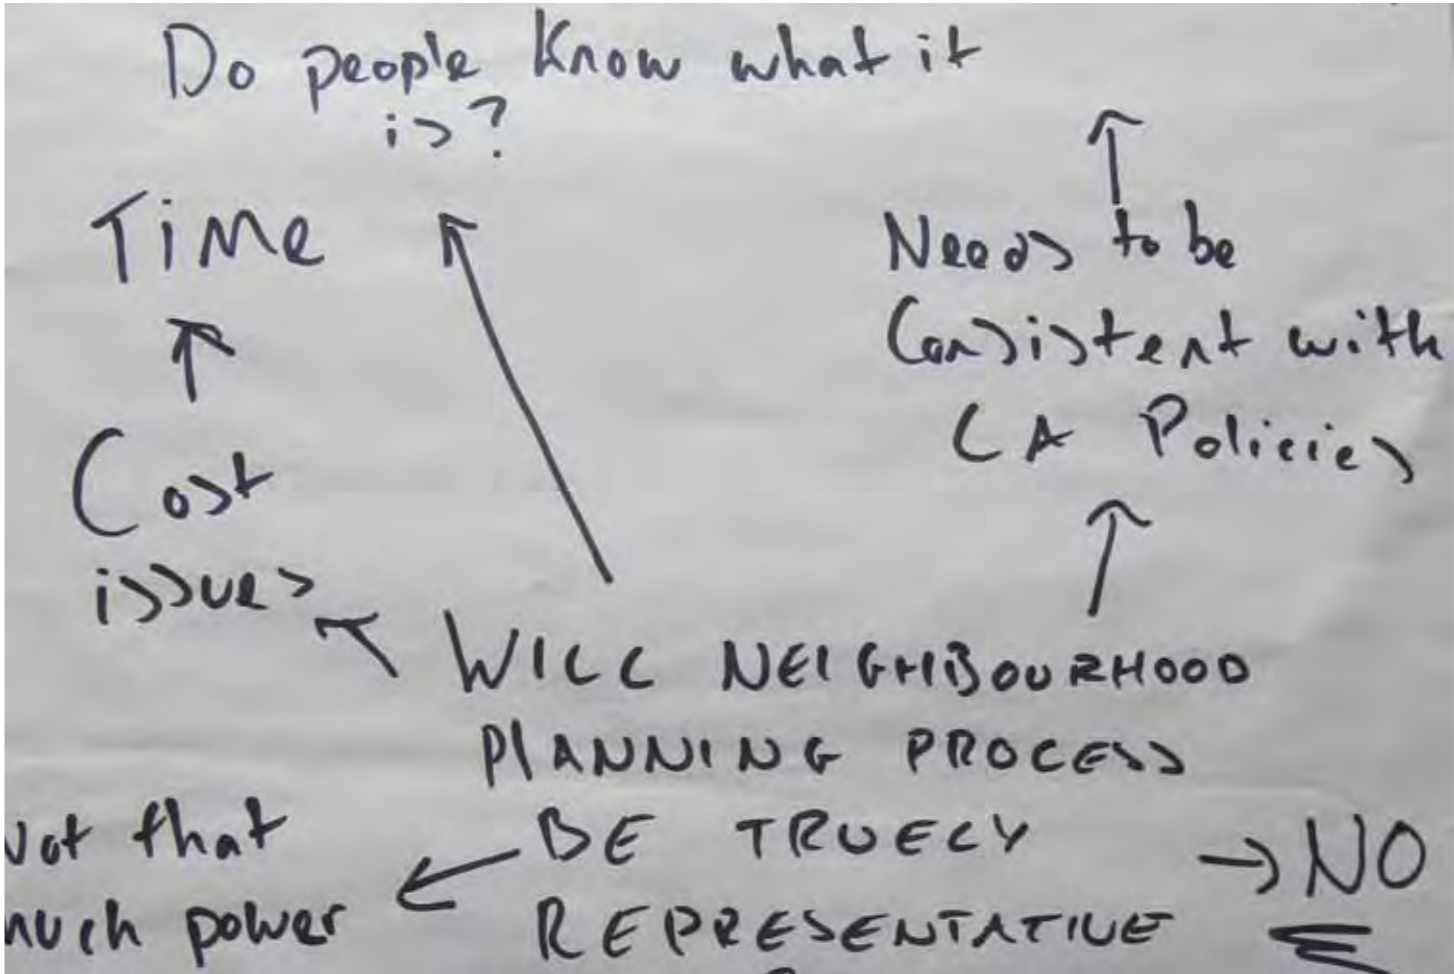 Do people know what it
is?
Time
Needs to be
Consistent with
LA Policies
Cost
issues
WILL NEIGHBOURHOOD
PLANNING PROCESS
BE TRUELY
REPRESENTATIVE
NO
Not that
much power